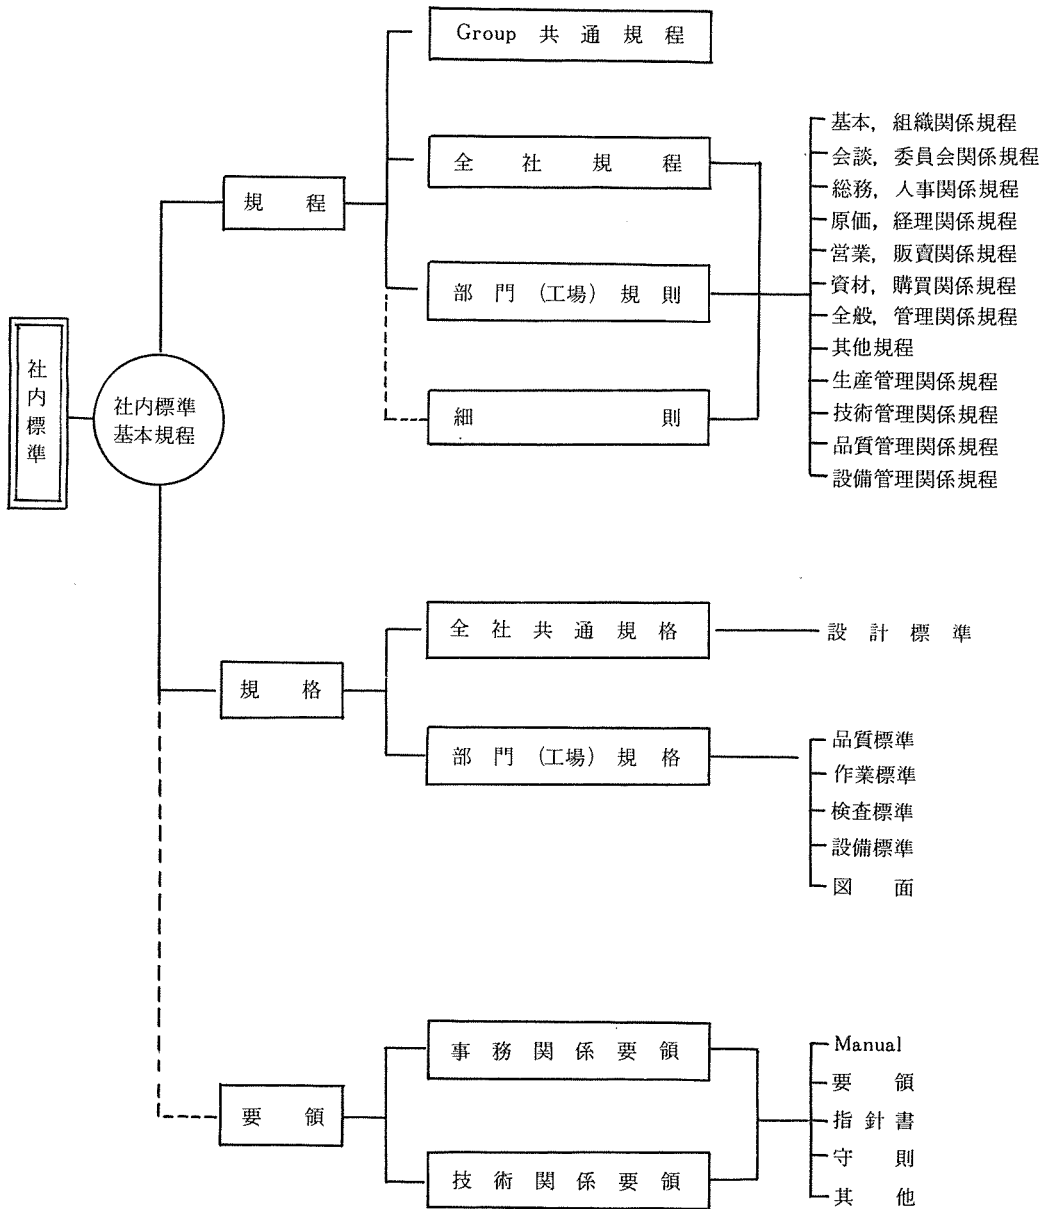 社内標準
社内標準
基本規程
規程
Group 共通規程
全社規程
部門(工場)規則
細則
基本, 組織関係規程
会談, 委員会関係規程
総務, 人事関係規程
原価, 経理関係規程
営業, 販賣関係規程
資材, 購買関係規程
全般, 管理関係規程
其他規程
生産管理関係規程
技術管理関係規程
品質管理関係規程
設備管理関係規程
規格
全社共通規格
設計標準
部門(工場)規格
品質標準
作業標準
検査標準
設備標準
図面
要領
事務関係要領
技術関係要領
Manual
要領
指針書
守則
其他